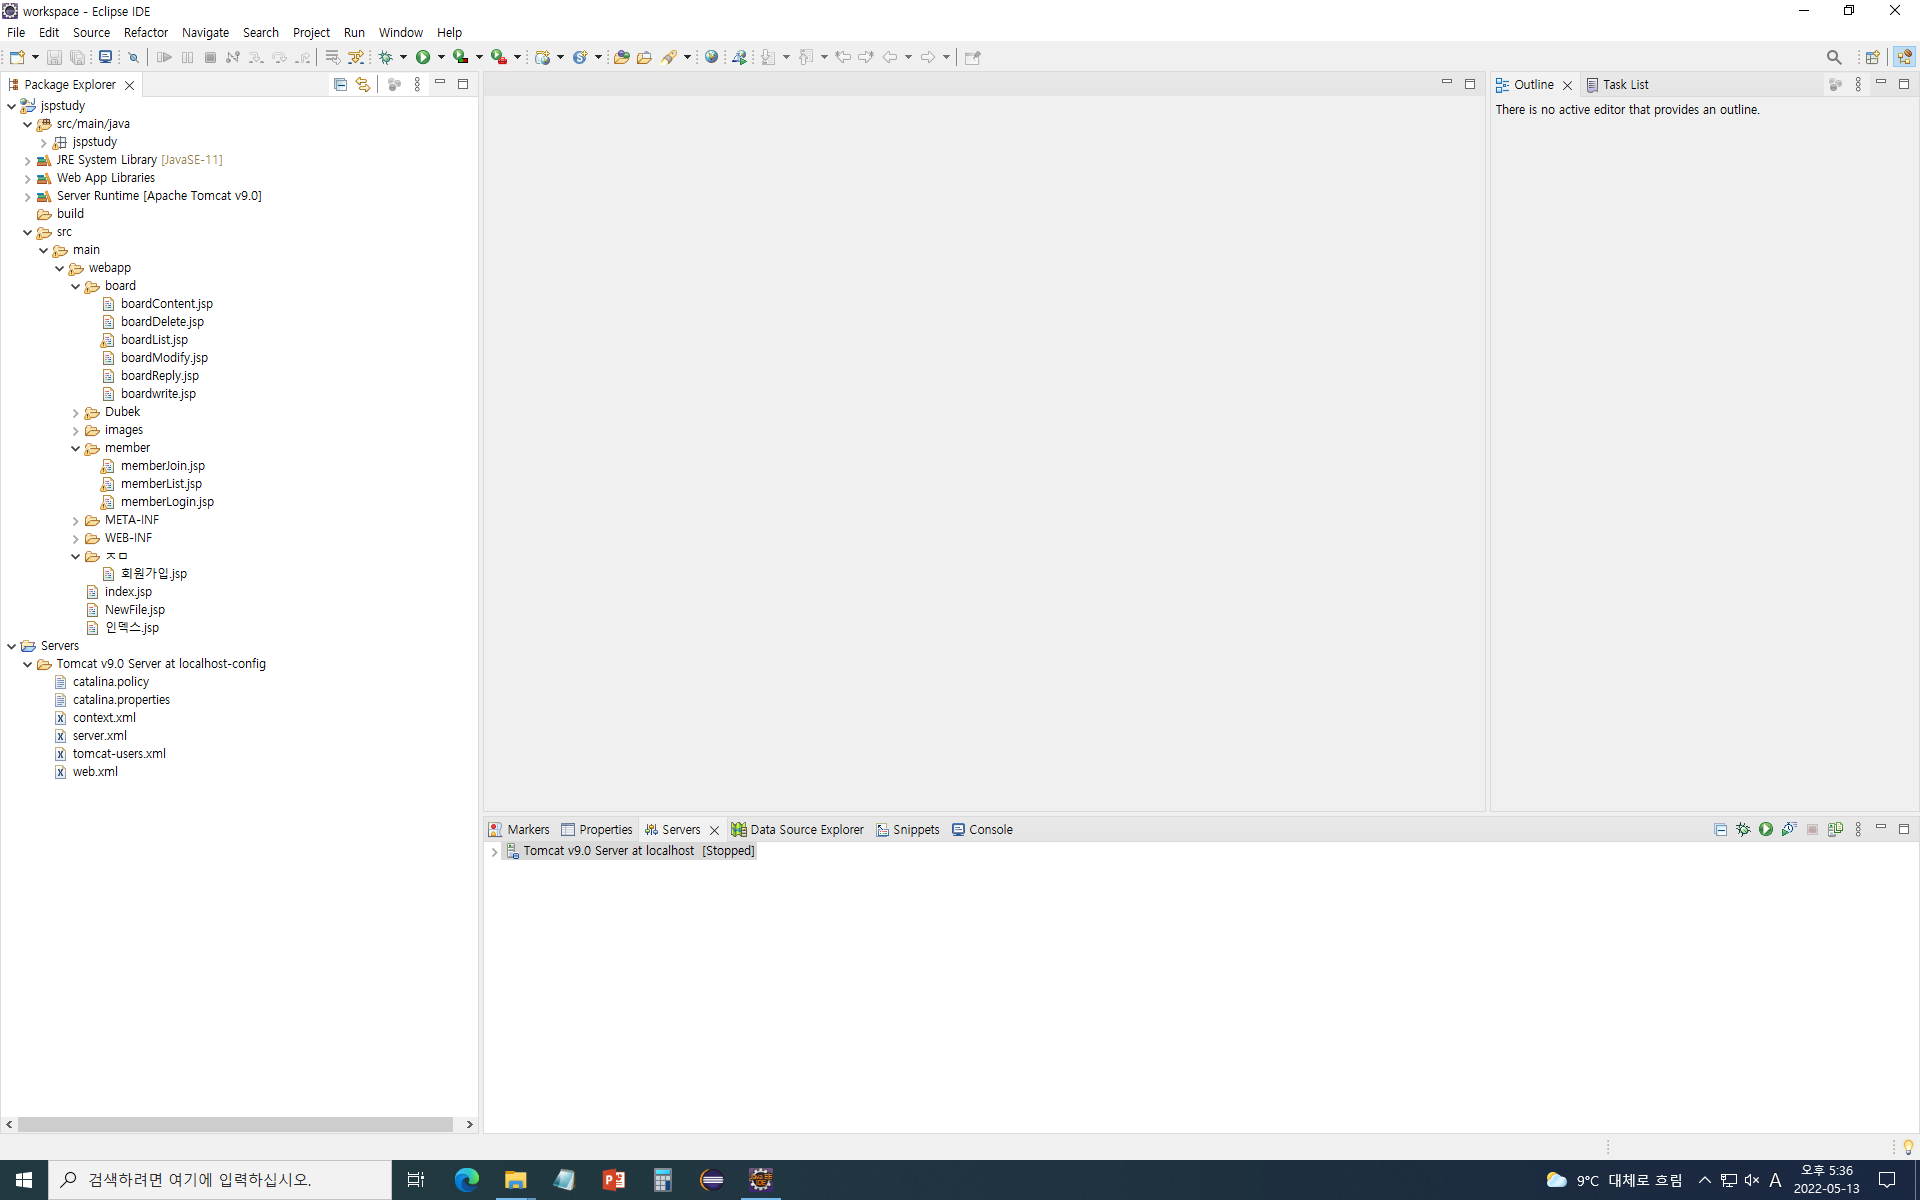 workspace - Eclipse IDE
File Edit Source Refactor Navigate Search Project Run Window Help
Package Explorer
jspstudy
src/main/java
jspstudy
JRE System Library [JavaSE-11]
Web App Libraries
Server Runtime [Apache Tomcat v9.0]
build
src
main
webapp
board
boardContent.jsp
boardDelete.jsp
boardList.jsp
boardModify.jsp
boardReply.jsp
boardwrite.jsp
Dubek
images
member
memberJoin.jsp
memberList.jsp
memberLogin.jsp
META-INF
WEB-INF
ㅈㅁ
회원가입.jsp
index.jsp
NewFile.jsp
인덱스.jsp
Servers
Tomcat v9.0 Server at localhost-config
catalina.policy
catalina.properties
context.xml
server.xml
tomcat-users.xml
web.xml
Outline Task List
There is no active editor that provides an outline.
Markers Properties Servers Data Source Explorer Snippets Console
Tomcat v9.0 Server at localhost [Stopped]
검색하려면 여기에 입력하십시오.
9°C 대체로 흐림 A
오후 5:36
2022-05-13